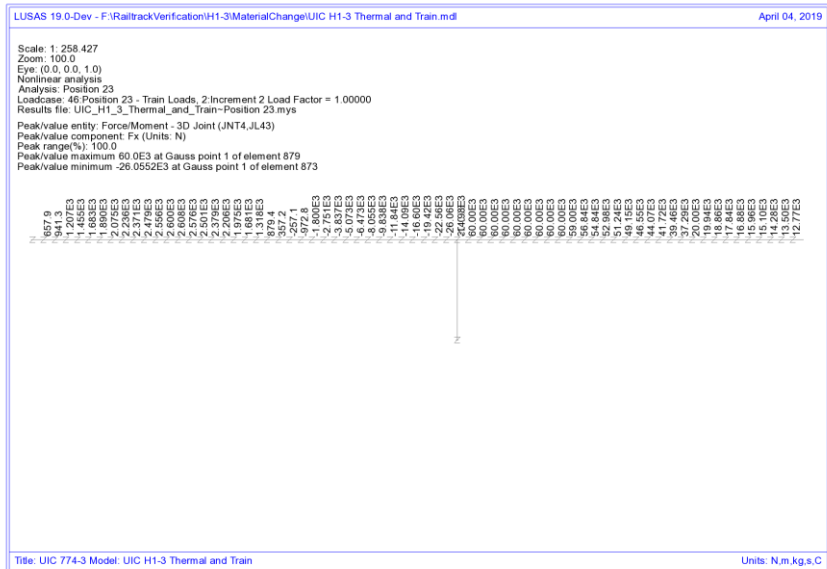 LUSAS 19.0-Dev - F:\RailtrackVerification\H1-3\MaterialChange\UIC H1-3 Thermal and Train.mdl
April 04, 2019
Scale: 1: 258.427
Zoom: 100.0
Eye: (0.0, 0.0, 1.0)
Nonlinear analysis
Analysis: Position 23
Loadcase: 46:Position 23 - Train Loads, 2:Increment 2 Load Factor = 1.00000
Results file: UIC_H1_3_Thermal_and_Train~Position 23.mys
Peak/value entity: Force/Moment - 3D Joint (JNT4,JL43)
Peak/value component: Fx (Units: N)
Peak range(%): 100.0
Peak/value maximum 60.0E3 at Gauss point 1 of element 879
Peak/value minimum -26.0552E3 at Gauss point 1 of element 873
657.9
941.3
1.207E3
1.455E3
1.683E3
1.890E3
2.075E3
2.236E3
2.371E3
2.479E3
2.556E3
2.600E3
2.608E3
2.576E3
2.501E3
2.379E3
2.206E3
1.975E3
1.681E3
1.318E3
879.4
357.2
-257.1
-972.8
-1.800E3
-2.751E3
-3.837E3
-5.073E3
-6.473E3
-8.055E3
-9.838E3
-11.84E3
-14.09E3
-16.60E3
-19.42E3
-22.56E3
-26.06E3
60.00E3
60.00E3
60.00E3
60.00E3
60.00E3
60.00E3
60.00E3
60.00E3
59.00E3
56.84E3
54.84E3
52.98E3
51.24E3
49.15E3
46.55E3
44.07E3
41.72E3
39.46E3
37.29E3
20.00E3
19.94E3
18.86E3
17.84E3
16.88E3
15.96E3
15.10E3
14.28E3
13.50E3
12.77E3
Z
Title: UIC 774-3 Model: UIC H1-3 Thermal and Train
Units: N,m,kg,s,C